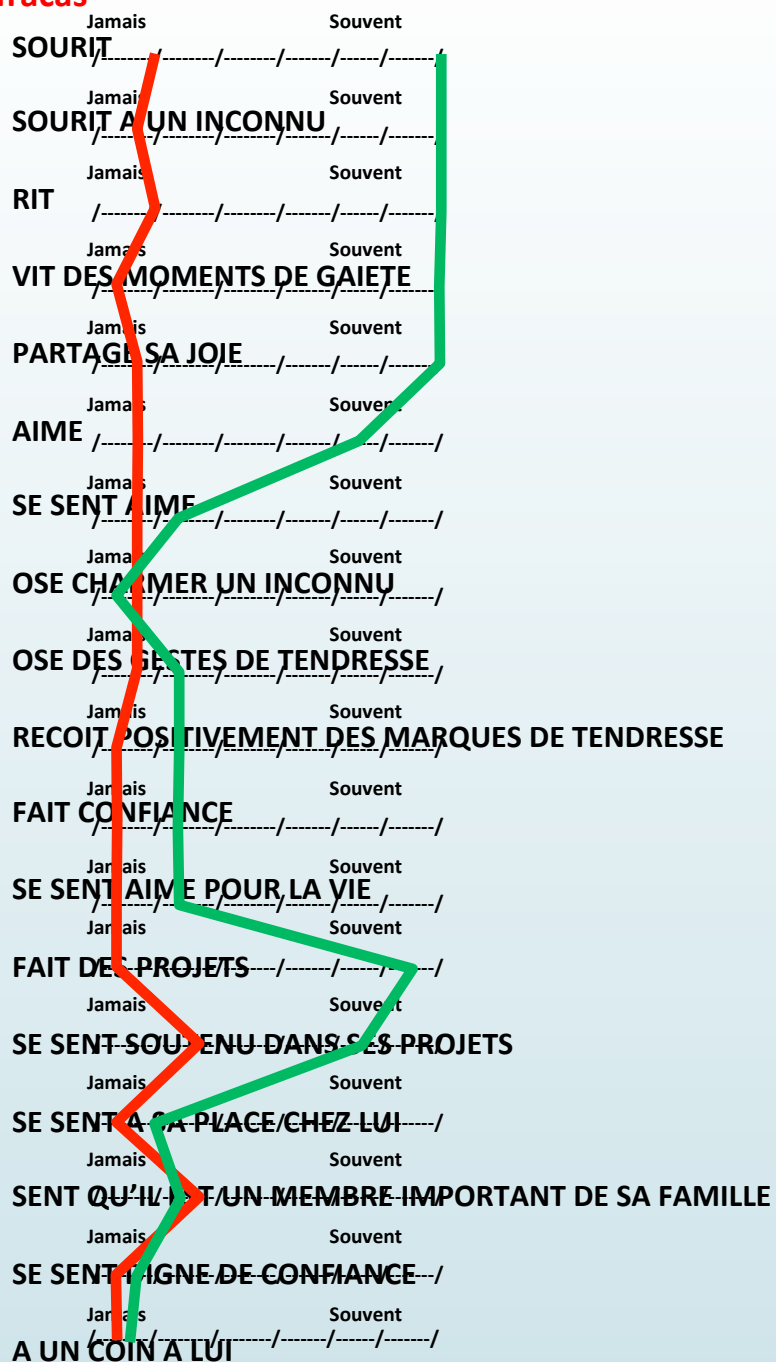 Jamais Souvent
SOURIT
/--------/--------/--------/-------/------/-------/
Jamais Souvent
SOURIT A UN INCONNU
/--------/--------/--------/-------/------/-------/
Jamais Souvent
RIT
/--------/--------/--------/-------/------/-------/
Jamais Souvent
VIT DES MOMENTS DE GAIETE
/--------/--------/--------/-------/------/-------/
Jamais Souvent
PARTAGE SA JOIE
/--------/--------/--------/-------/------/-------/
Jamais Souvent
AIME
/--------/--------/--------/-------/------/-------/
Jamais Souvent
SE SENT AIME
/--------/--------/--------/-------/------/-------/
Jamais Souvent
OSE CHARMER UN INCONNU
/--------/--------/--------/-------/------/-------/
Jamais Souvent
OSE DES GESTES DE TENDRESSE
/--------/--------/--------/-------/------/-------/
Jamais Souvent
RECOIT POSITIVEMENT DES MARQUES DE TENDRESSE
/--------/--------/--------/-------/------/-------/
Jamais Souvent
FAIT CONFIANCE
/--------/--------/--------/-------/------/-------/
Jamais Souvent
SE SENT AIME POUR LA VIE
/--------/--------/--------/-------/------/-------/
Jamais Souvent
FAIT DES PROJETS
/--------/--------/--------/-------/------/-------/
Jamais Souvent
SE SENT SOUTENU DANS SES PROJETS
/--------/--------/--------/-------/------/-------/
Jamais Souvent
SE SENT A SA PLACE CHEZ LUI
/--------/--------/--------/-------/------/-------/
Jamais Souvent
SENT QU'IL EST UN MEMBRE IMPORTANT DE SA FAMILLE
/--------/--------/--------/-------/------/-------/
Jamais Souvent
SE SENT DIGNE DE CONFIANCE
/--------/--------/--------/-------/------/-------/
Jamais Souvent
A UN COIN A LUI
/--------/--------/--------/-------/------/-------/